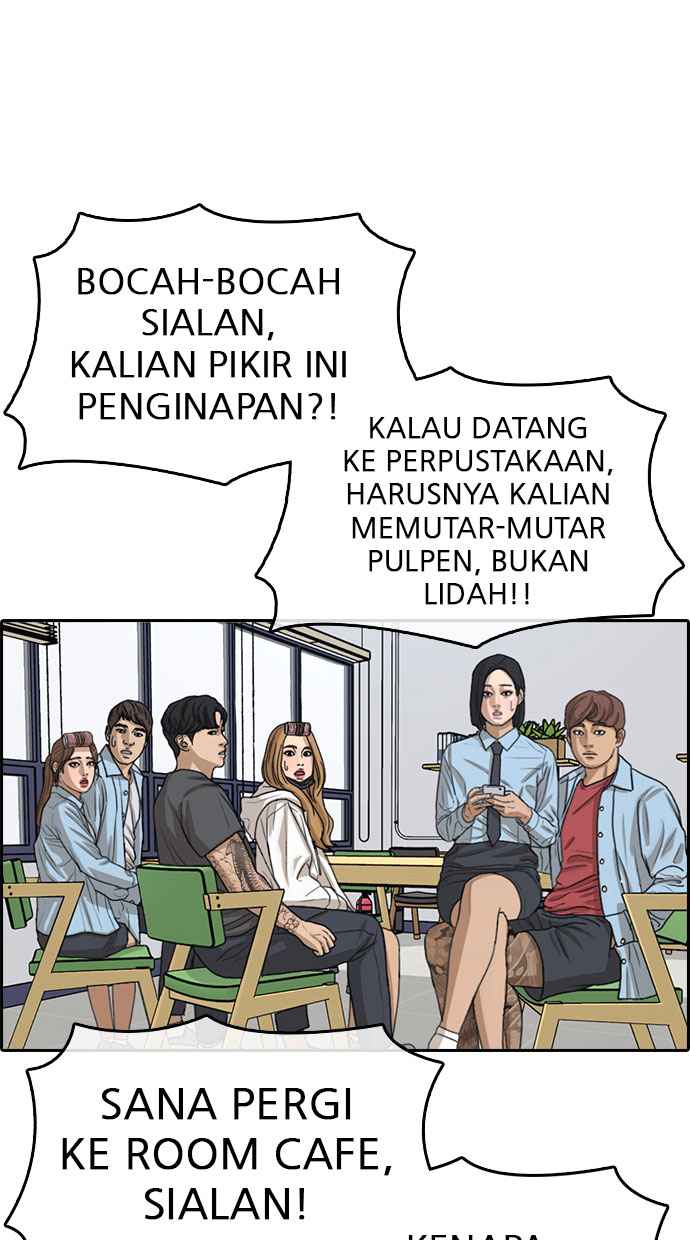 BOCAH-BOCAH
SIALAN,
KALIAN PIKIR INI
PENGINAPAN?!
KALAU DATANG
KE PERPUSTAKAAN,
HARUSNYA KALIAN
MEMUTAR-MUTAR
PULPEN, BUKAN
LIDAH!!
SANA PERGI
KE ROOM CAFE,
SIALAN!
KENAPA